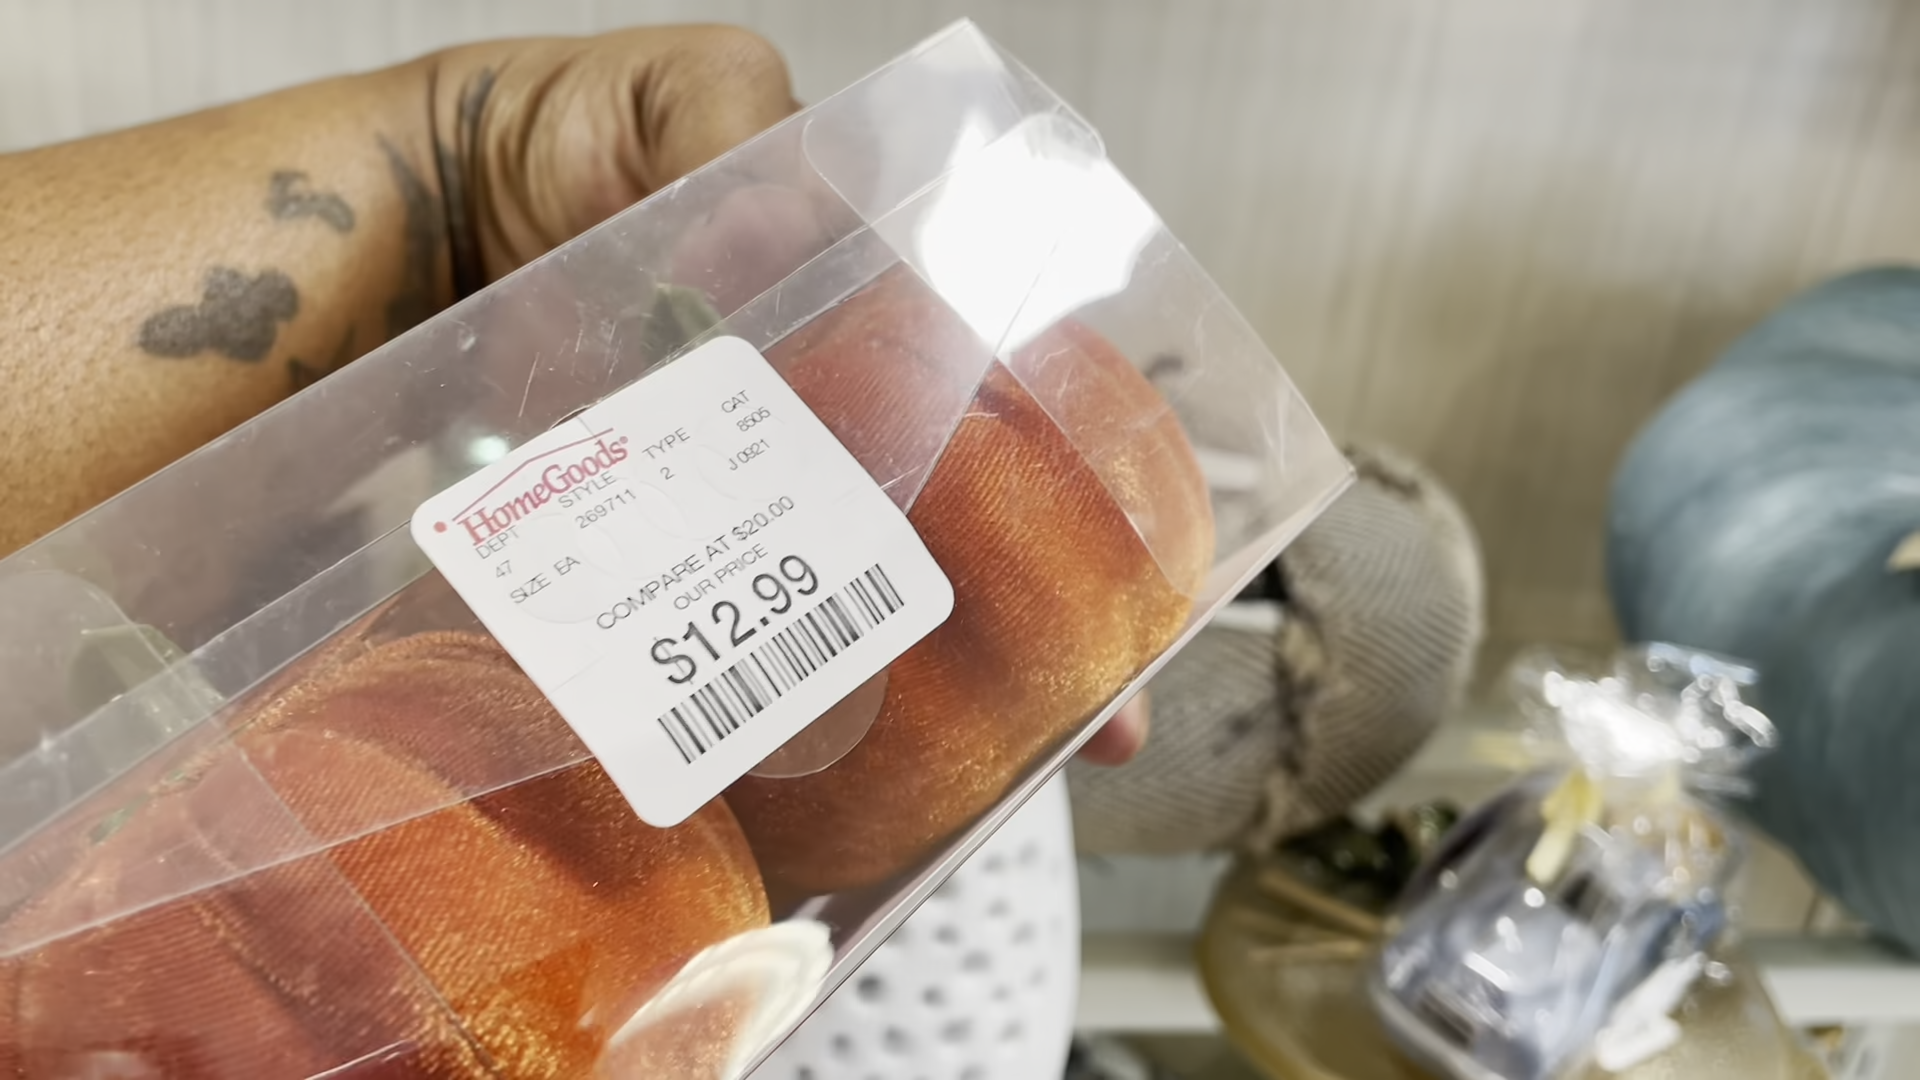 HomeGoods®
DEPT STYLE TYPE CAT
47 269711 2 8505
SIZE EA J0921
COMPARE AT $20.00
OUR PRICE
$12.99